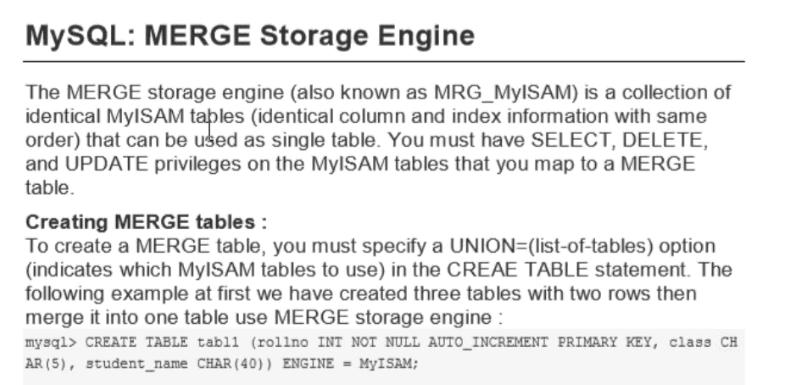 MySQL: MERGE Storage Engine
The MERGE storage engine (also known as MRG_MyISAM) is a collection of
identical MyISAM tables (identical column and index information with same
order) that can be used as single table. You must have SELECT, DELETE,
and UPDATE privileges on the MyISAM tables that you map to a MERGE
table.
Creating MERGE tables :
To create a MERGE table, you must specify a UNION=(list-of-tables) option
(indicates which MyISAM tables to use) in the CREAE TABLE statement. The
following example at first we have created three tables with two rows then
merge it into one table use MERGE storage engine :
mysql> CREATE TABLE tabl1 (rollno INT NOT NULL AUTO_INCREMENT PRIMARY KEY, class CH
AR(5), student_name CHAR(40)) ENGINE = MyISAM;